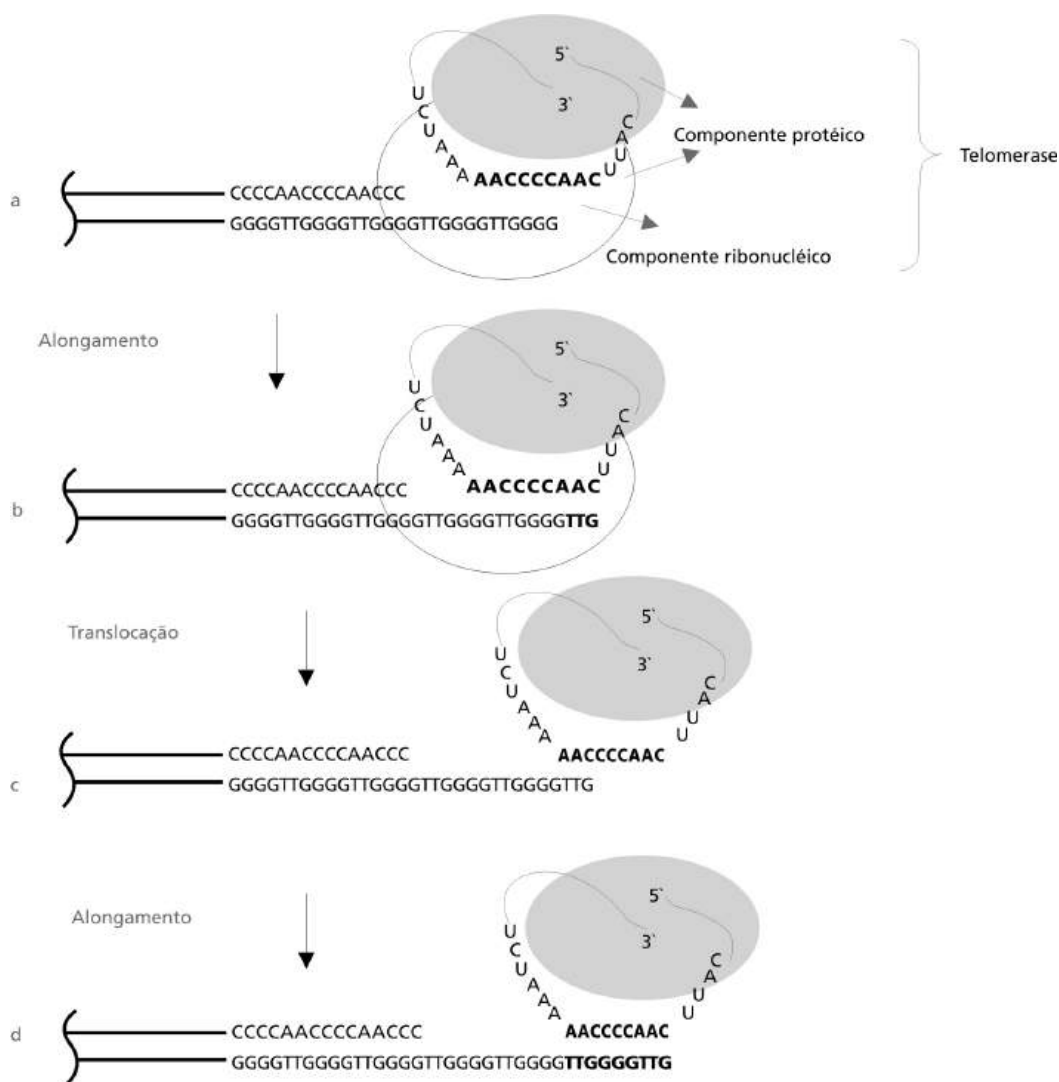 5`
3`
U
C
U
A
A
A
AACCCCAAC
U
U
A
C
Componente protéico
Telomerase
a
CCCCAACCCCAACCC
GGGGTTGGGGTTGGGGTTGGGGTTGGGG
Componente ribonucléico
Alongamento
5`
3`
U
C
U
A
A
A
AACCCCAAC
U
U
A
C
b
CCCCAACCCCAACCC
GGGGTTGGGGTTGGGGTTGGGGTTGGGGTTG
Translocação
5`
3`
U
C
U
A
A
A
AACCCCAAC
U
U
A
C
c
CCCCAACCCCAACCC
GGGGTTGGGGTTGGGGTTGGGGTTGGGGTTG
Alongamento
5`
3`
U
C
U
A
A
A
AACCCCAAC
U
U
A
C
d
CCCCAACCCCAACCC
GGGGTTGGGGTTGGGGTTGGGGTTGGGGTTGGGGTTG